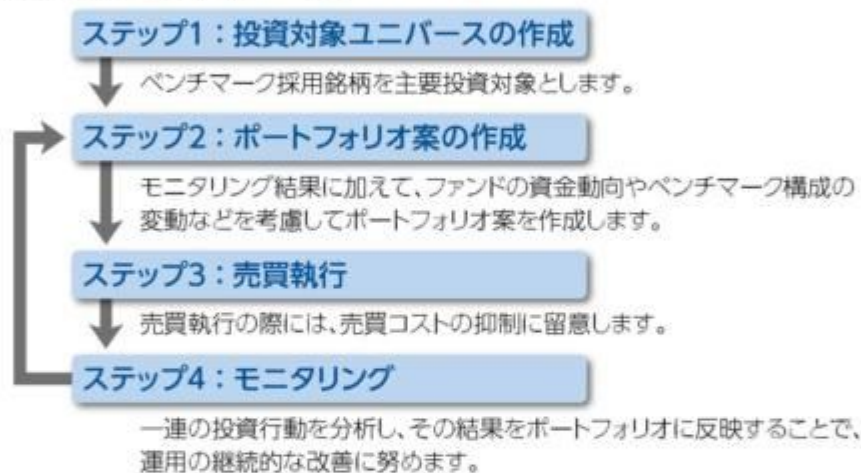 ステップ1：投資対象ユニバースの作成
ベンチマーク採用銘柄を主要投資対象とします。
ステップ2：ポートフォリオ案の作成
モニタリング結果に加えて、ファンドの資金動向やベンチマーク構成の
変動などを考慮してポートフォリオ案を作成します。
ステップ3：売買執行
売買執行の際には、売買コストの抑制に留意します。
ステップ4：モニタリング
一連の投資行動を分析し、その結果をポートフォリオに反映することで、
運用の継続的な改善に努めます。